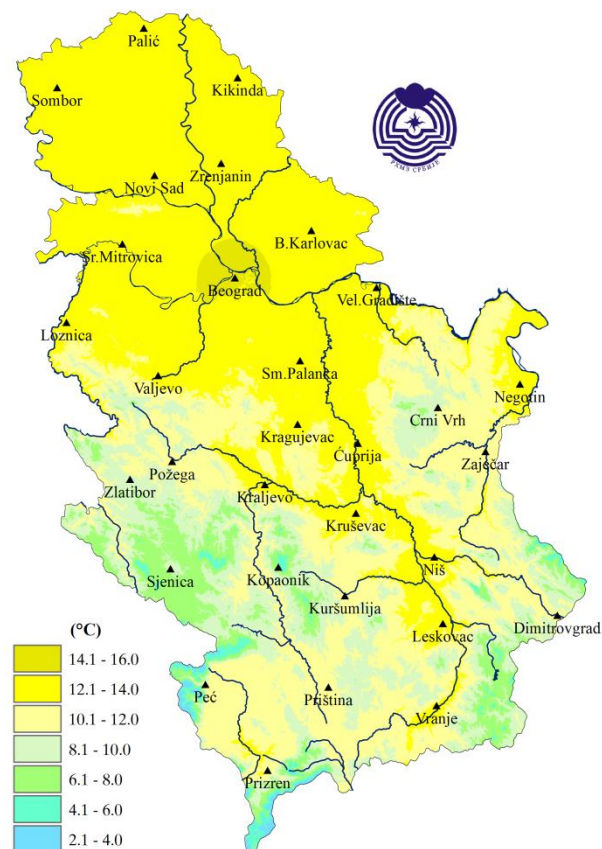 Palić
Kikinda
Sombor
Zrenjanin
Novi Sad
РХМЗ СРБИЈЕ
B.Karlovac
Sr.Mitrovica
Beograd
Vel.Gradište
Loznica
Sm.Palanka
Valjevo
Negotin
Crni Vrh
Kragujevac
Ćuprija
Zaječar
Požega
Zlatibor
Kraljevo
Kruševac
Niš
Sjenica
Kopaonik
Kuršumlija
Dimitrovgrad
Leskovac
(°C)
14.1 - 16.0
12.1 - 14.0
10.1 - 12.0
8.1 - 10.0
6.1 - 8.0
4.1 - 6.0
2.1 - 4.0
Peć
Priština
Vranje
Prizren